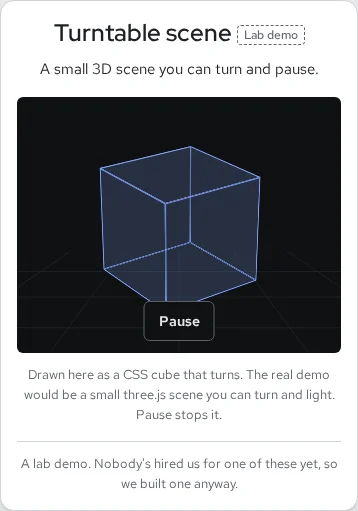 Turntable scene Lab demo
A small 3D scene you can turn and pause.
Pause
Drawn here as a CSS cube that turns. The real demo
would be a small three.js scene you can turn and light.
Pause stops it.
A lab demo. Nobody's hired us for one of these yet, so
we built one anyway.